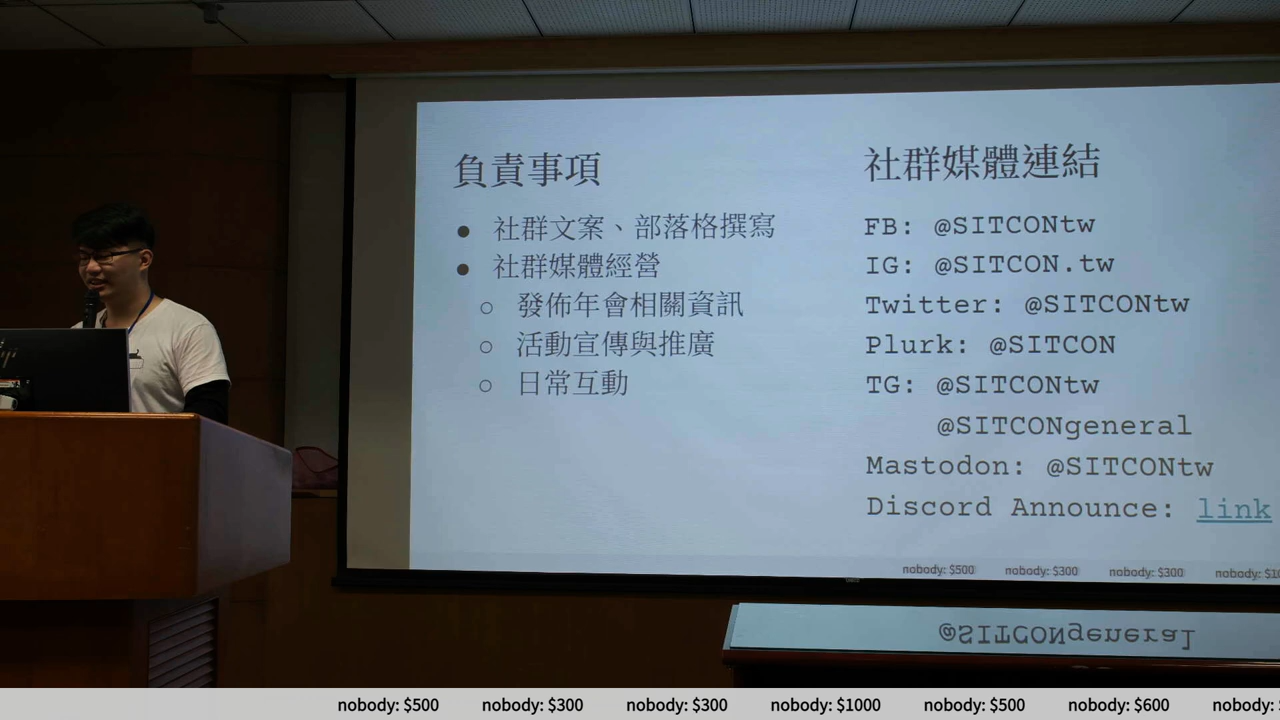 負責事項
● 社群文案、部落格撰寫
● 社群媒體經營
○ 發佈年會相關資訊
○ 活動宣傳與推廣
○ 日常互動
社群媒體連結
FB: @SITCONtw
IG: @SITCON.tw
Twitter: @SITCONtw
Plurk: @SITCON
TG: @SITCONtw
@SITCONgeneral
Mastodon: @SITCONtw
Discord Announce: link
nobody: $500 nobody: $300 nobody: $300 nobody:
@SITCONgeneral
nobody: $500 nobody: $300 nobody: $300 nobody: $1000 nobody: $500 nobody: $600 nobody: